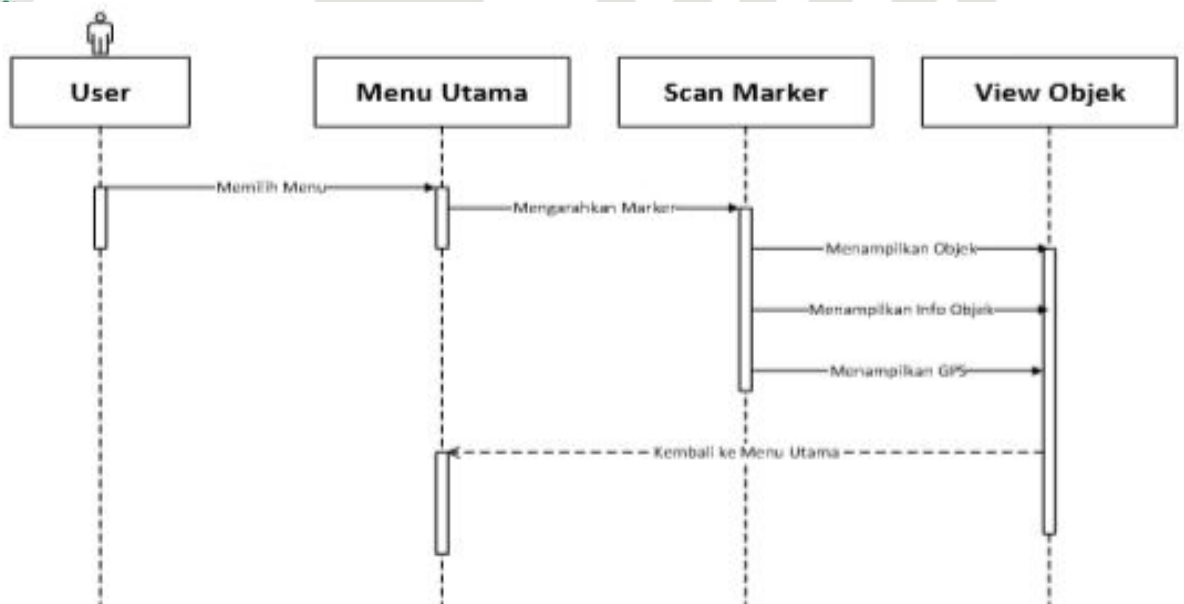 User
Menu Utama
Scan Marker
View Objek
Memilih Menu
Mengarahkan Marker
Menampilkan Objek
Menampilkan Info Objek
Menampilkan GPS
Kembali ke Menu Utama